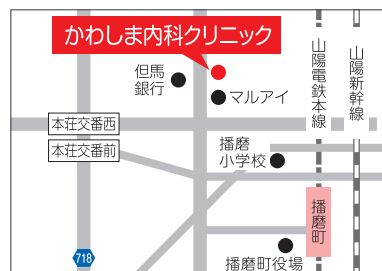 かわしま内科クリニック
但馬
銀行
マルアイ
山陽電鉄本線
山陽新幹線
本荘交番西
本荘交番前
播磨
小学校
播磨町
718
播磨町役場